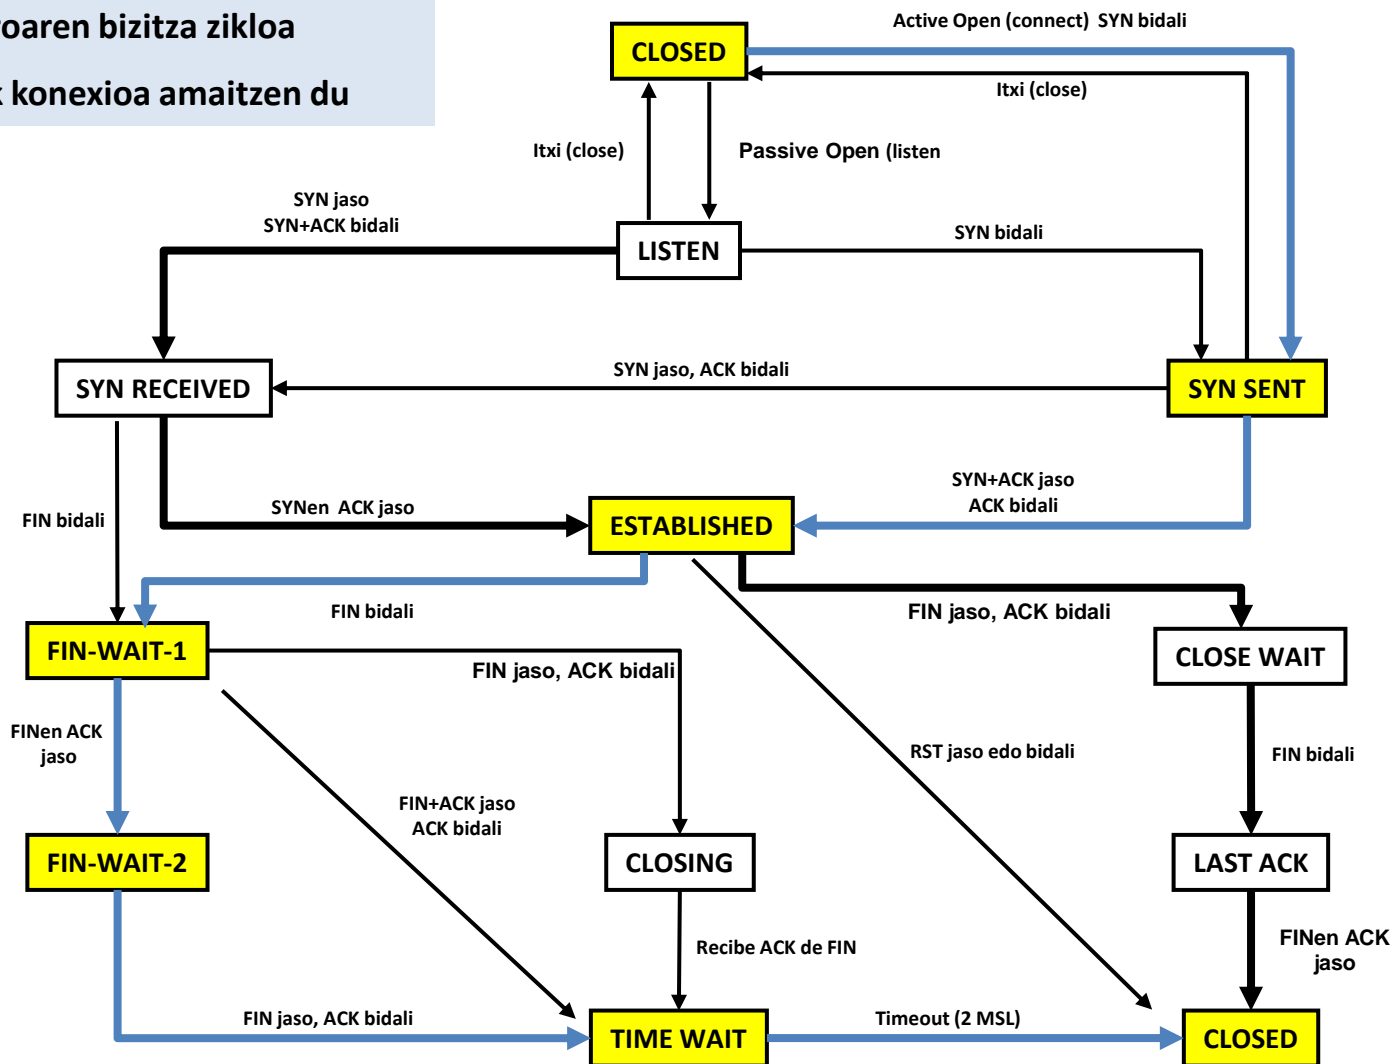 oaren bizitza zikloa
k konexioa amaitzen du
Active Open (connect) SYN bidali
CLOSED
Itxi (close)
Itxi (close)
Passive Open (listen
SYN jaso
SYN+ACK bidali
LISTEN
SYN bidali
SYN RECEIVED
SYN jaso, ACK bidali
SYN SENT
SYN+ACK jaso
ACK bidali
FIN bidali
SYNen ACK jaso
ESTABLISHED
FIN bidali
FIN jaso, ACK bidali
FIN-WAIT-1
FIN jaso, ACK bidali
CLOSE WAIT
FINen ACK
jaso
RST jaso edo bidali
FIN bidali
FIN+ACK jaso
ACK bidali
FIN-WAIT-2
CLOSING
LAST ACK
Recibe ACK de FIN
FINen ACK
jaso
FIN jaso, ACK bidali
TIME WAIT
Timeout (2 MSL)
CLOSED